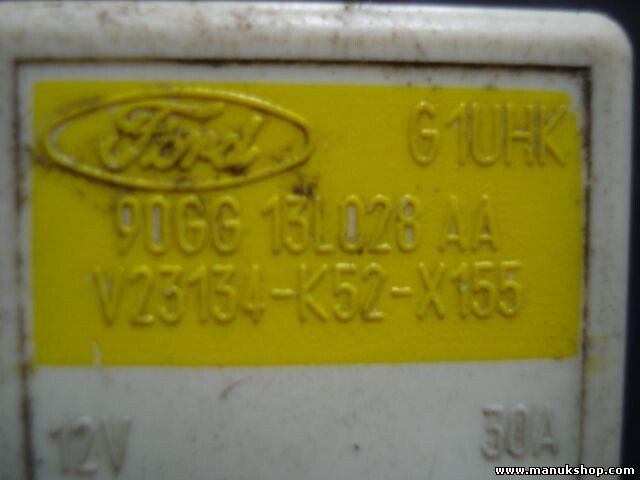 Ford G1UHK
90GG 13L028 AA
V23134-K52-X155
12V 30A
www.manukshop.com